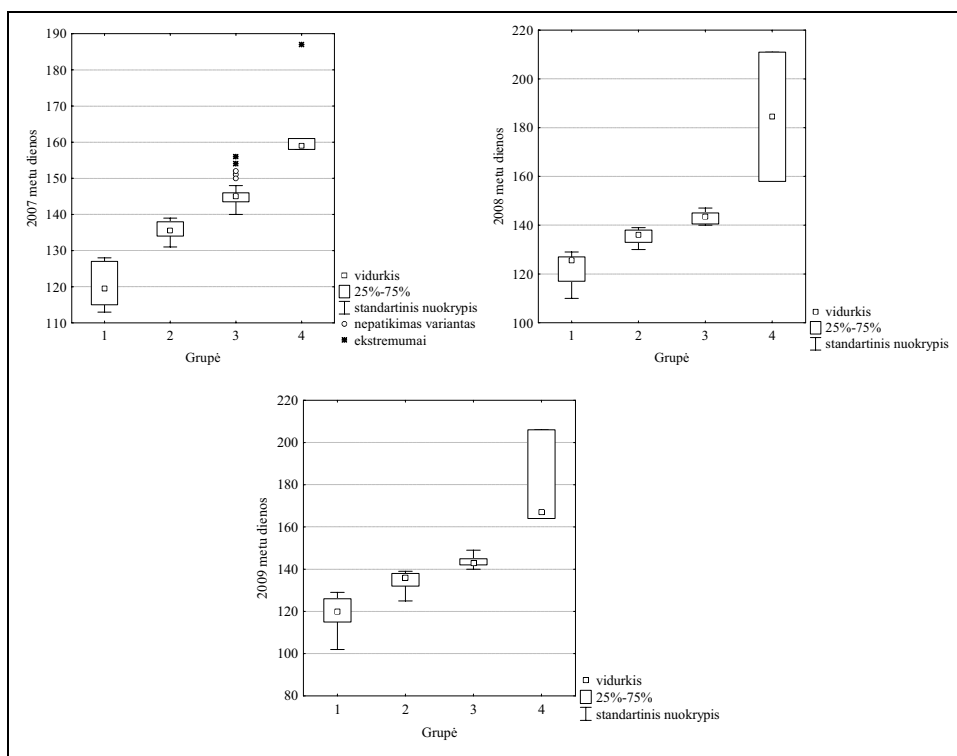 2007 metu dienos
190
180
170
160
150
140
130
120
110
1 2 3 4
Grupė
vidurkis
25%-75%
standartinis nuokrypis
nepatikimas variantas
ekstremumai
2008 metu dienos
220
200
180
160
140
120
100
1 2 3 4
Grupė
vidurkis
25%-75%
standartinis nuokrypis
2009 metu dienos
220
200
180
160
140
120
100
80
1 2 3 4
Grupė
vidurkis
25%-75%
standartinis nuokrypis